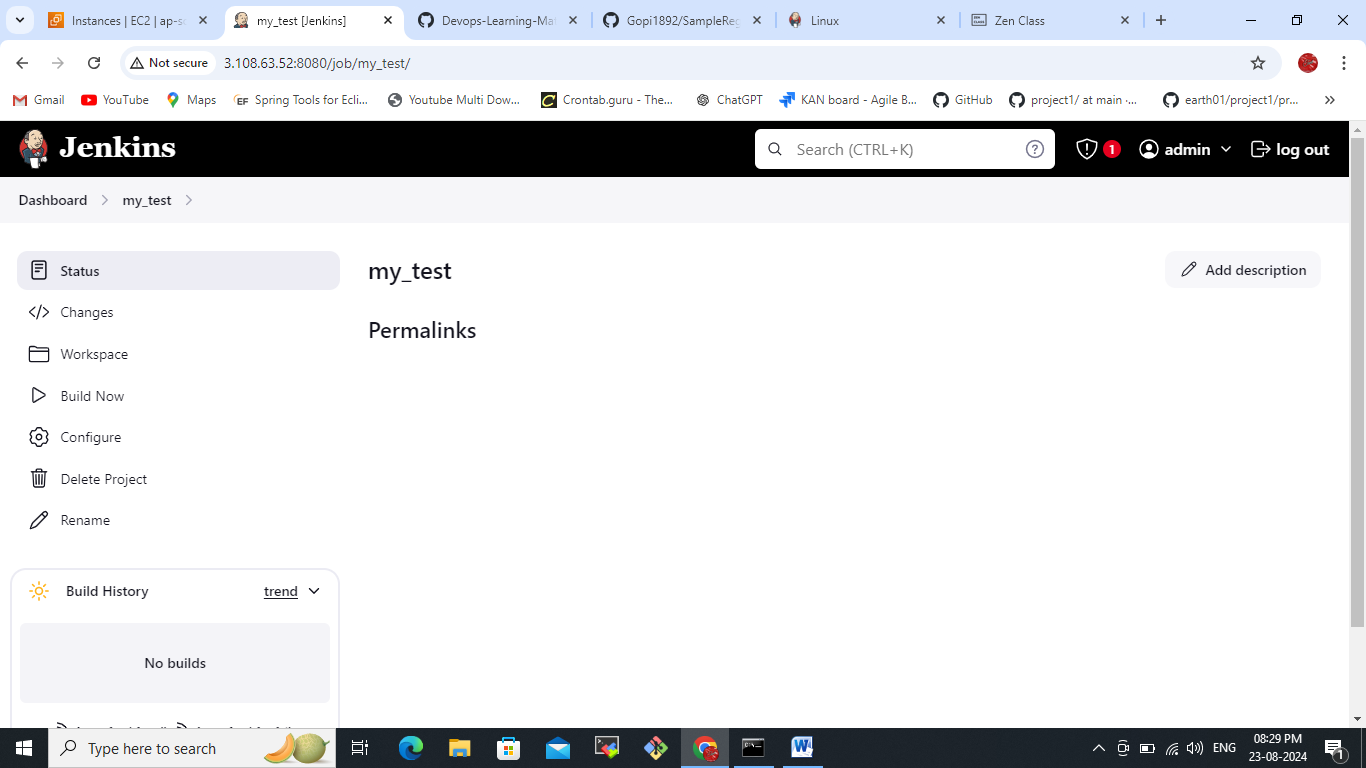 Instances | EC2 | ap-so
my_test [Jenkins]
Devops-Learning-Mat
Gopi1892/SampleReg
Linux
Zen Class
Not secure
3.108.63.52:8080/job/my_test/
Gmail
YouTube
Maps
Spring Tools for Ecli...
Youtube Multi Dow...
Crontab.guru - The...
ChatGPT
KAN board - Agile B...
GitHub
project1/ at main ·...
earth01/project1/pr...
Jenkins
Search (CTRL+K)
1
admin
log out
Dashboard
my_test
Status
Changes
Workspace
Build Now
Configure
Delete Project
Rename
my_test
Add description
Permalinks
Build History
trend
No builds
Type here to search
ENG
08:29 PM
23-08-2024
1